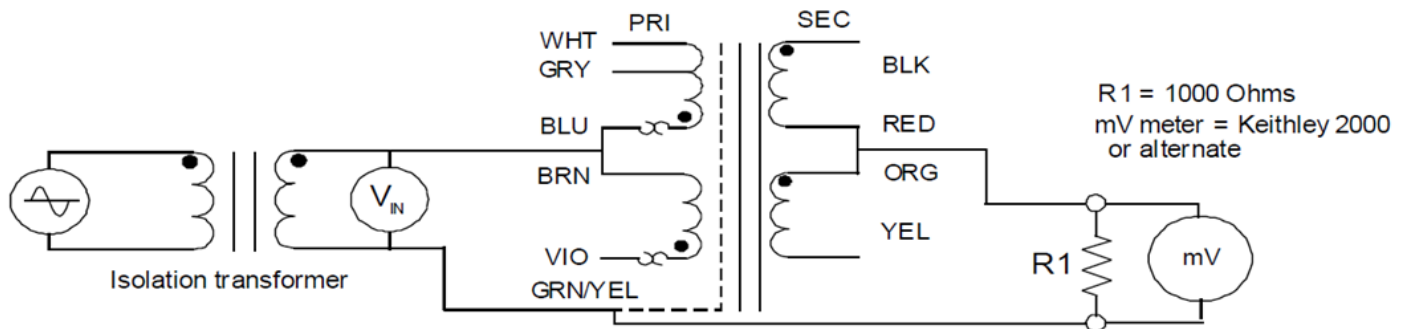 PRI
SEC
WHT
GRY
BLK
R1 = 1000 Ohms
mV meter = Keithley 2000
or alternate
BLU
RED
BRN
ORG
VIN
YEL
R1
mV
VIO
Isolation transformer
GRN/YEL